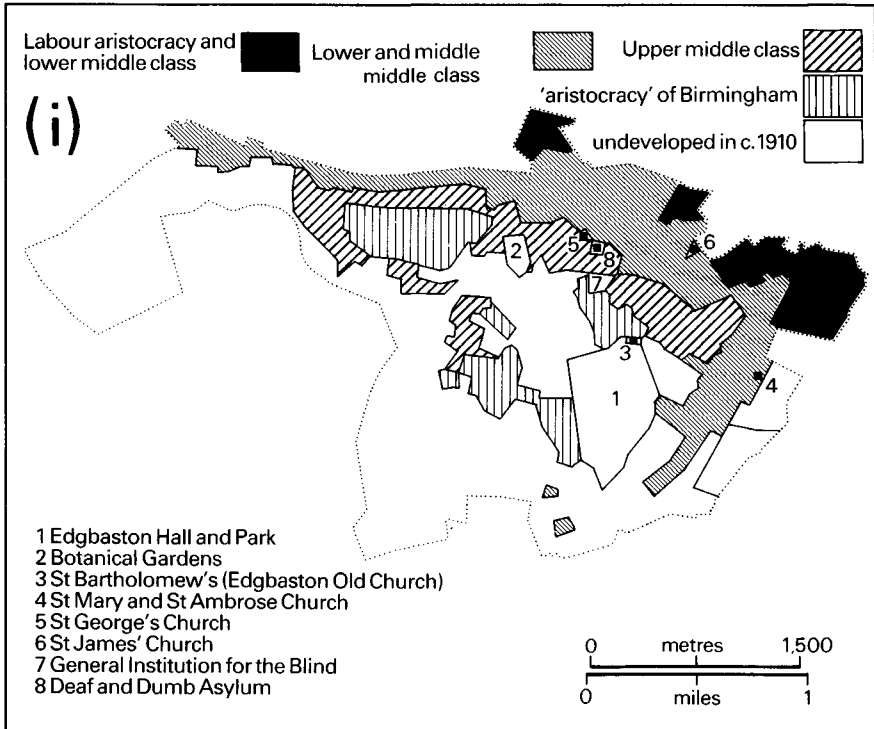 Labour aristocracy and
lower middle class
Lower and middle
middle class
Upper middle class
'aristocracy' of Birmingham
undeveloped in c.1910
(i)
5
6
2
8
7
3
4
1
1 Edgbaston Hall and Park
2 Botanical Gardens
3 St Bartholomew's (Edgbaston Old Church)
4 St Mary and St Ambrose Church
5 St George's Church
6 St James' Church
7 General Institution for the Blind
8 Deaf and Dumb Asylum
0 metres 1,500
0 miles 1